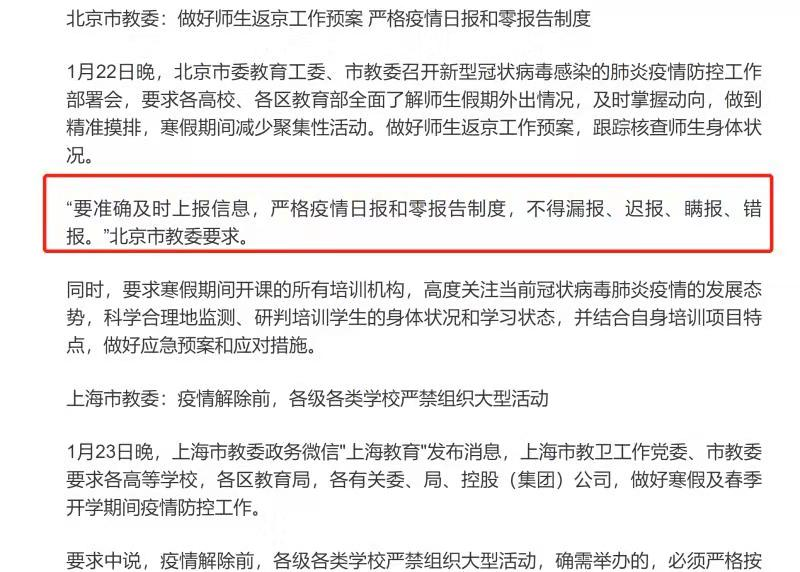 北京市教委：做好师生返京工作预案 严格疫情日报和零报告制度
1月22日晚，北京市委教育工委、市教委召开新型冠状病毒感染的肺炎疫情防控工作
部署会，要求各高校、各区教育部全面了解师生假期外出情况，及时掌握动向，做到
精准摸排，寒假期间减少聚集性活动。做好师生返京工作预案，跟踪核查师生身体状
况。
“要准确及时上报信息，严格疫情日报和零报告制度，不得漏报、迟报、瞒报、错
报。”北京市教委要求。
同时，要求寒假期间开课的所有培训机构，高度关注当前冠状病毒肺炎疫情的发展态
势，科学合理地监测、研判培训学生的身体状况和学习状态，并结合自身培训项目特
点，做好应急预案和应对措施。
上海市教委：疫情解除前，各级各类学校严禁组织大型活动
1月23日晚，上海市教委政务微信"上海教育"发布消息，上海市教卫工作党委、市教委
要求各高等学校，各区教育局，各有关委、局、控股（集团）公司，做好寒假及春季
开学期间疫情防控工作。
要求中说，疫情解除前，各级各类学校严禁组织大型活动，确需举办的，必须严格按